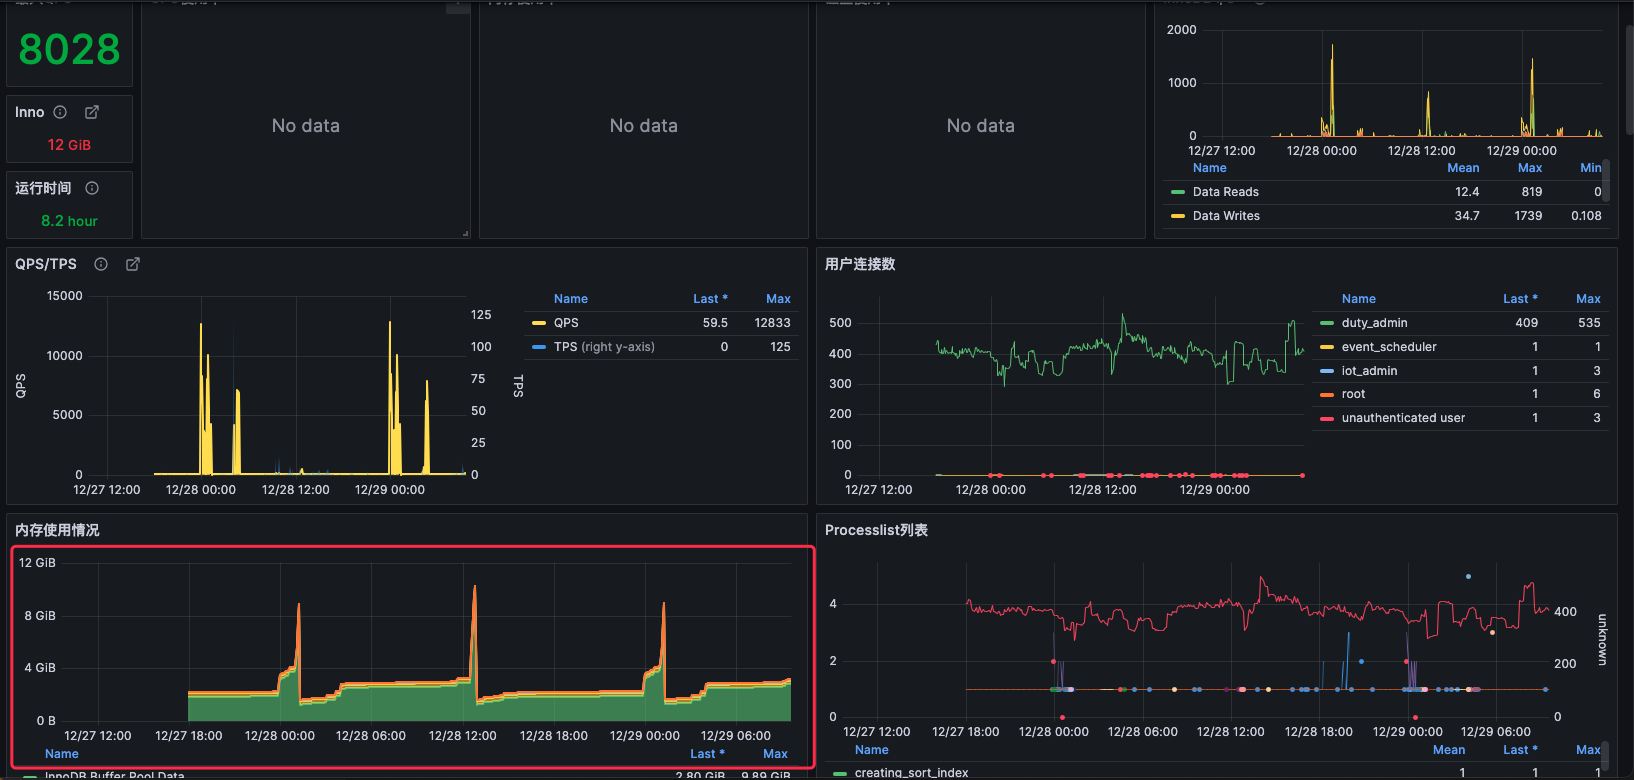 8028
No data
No data
No data
2000
1000
0
12/27 12:00 12/28 00:00 12/28 12:00 12/29 00:00
Name Mean Max Min
Data Reads 12.4 819 0
Data Writes 34.7 1739 0.108
Inno
12 GiB
运行时间
8.2 hour
QPS/TPS
15000
10000
5000
0
QPS
125
100
75
50
25
0
TPS
12/27 12:00 12/28 00:00 12/28 12:00 12/29 00:00
Name Last * Max
QPS 59.5 12833
TPS (right y-axis) 0 125
用户连接数
500
400
300
200
100
0
12/27 12:00 12/28 00:00 12/28 12:00 12/29 00:00
Name Last * Max
duty_admin 409 535
event_scheduler 1 1
iot_admin 1 3
root 1 6
unauthenticated user 1 3
内存使用情况
12 GiB
8 GiB
4 GiB
0 B
12/27 12:00 12/27 18:00 12/28 00:00 12/28 06:00 12/28 12:00 12/28 18:00 12/29 00:00 12/29 06:00
Name Last * Max
InnoDB Buffer Pool Data 2.80 GiB 9.89 GiB
Processlist列表
4
2
0
400
200
0
unknown
12/27 12:00 12/27 18:00 12/28 00:00 12/28 06:00 12/28 12:00 12/28 18:00 12/29 00:00 12/29 06:00
Name Mean Last * Max
creating_sort_index 1 1 1